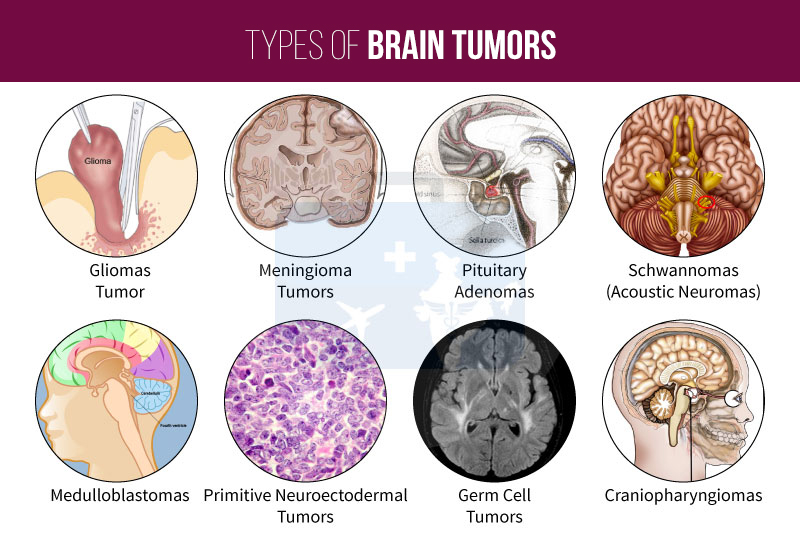 TYPES OF BRAIN TUMORS
Glioma
Sella turcica
Gliomas
Tumor
Meningioma
Tumors
Pituitary
Adenomas
Schwannomas
(Acoustic Neuromas)
Cerebellum
Fourth ventricle
Medulloblastomas
Primitive Neuroectodermal
Tumors
Germ Cell
Tumors
Craniopharyngiomas